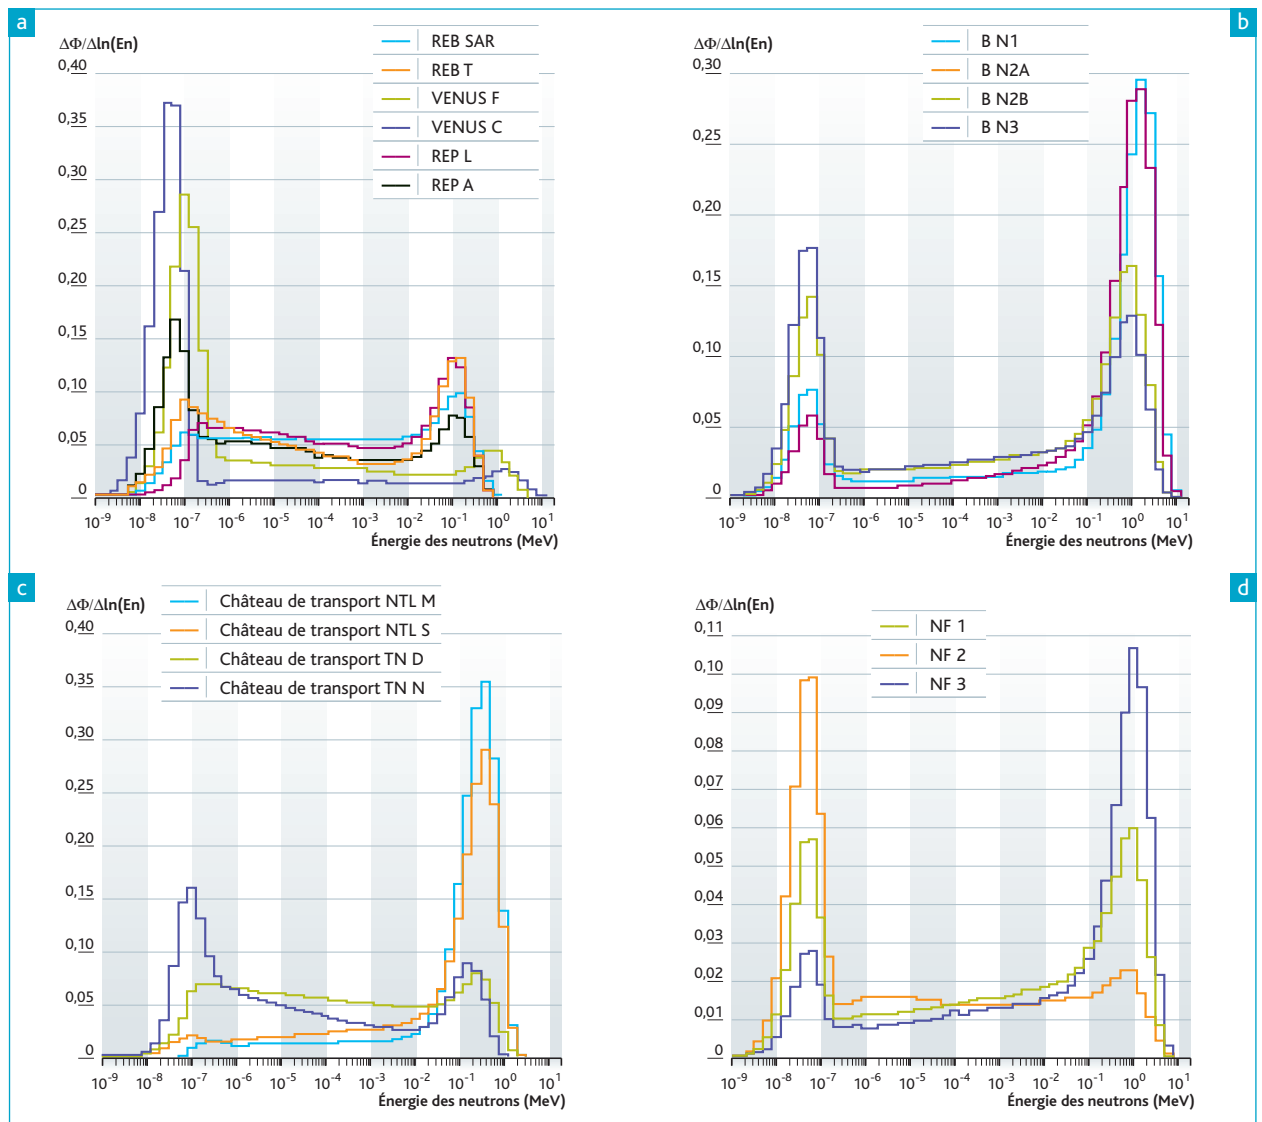 a
ΔΦ/Δln(En)
REB SAR
REB T
VENUS F
VENUS C
REP L
REP A
0,40
0,35
0,30
0,25
0,20
0,15
0,10
0,05
0
10⁻⁹ 10⁻⁸ 10⁻⁷ 10⁻⁶ 10⁻⁵ 10⁻⁴ 10⁻³ 10⁻² 10⁻¹ 10⁰ 10¹
Énergie des neutrons (MeV)
b
ΔΦ/Δln(En)
B N1
B N2A
B N2B
B N3
0,30
0,25
0,20
0,15
0,10
0,05
0
10⁻⁹ 10⁻⁸ 10⁻⁷ 10⁻⁶ 10⁻⁵ 10⁻⁴ 10⁻³ 10⁻² 10⁻¹ 10⁰ 10¹
Énergie des neutrons (MeV)
c
ΔΦ/Δln(En)
Château de transport NTL M
Château de transport NTL S
Château de transport TN D
Château de transport TN N
0,40
0,35
0,30
0,25
0,20
0,15
0,10
0,05
0
10⁻⁹ 10⁻⁸ 10⁻⁷ 10⁻⁶ 10⁻⁵ 10⁻⁴ 10⁻³ 10⁻² 10⁻¹ 10⁰ 10¹
Énergie des neutrons (MeV)
d
ΔΦ/Δln(En)
NF 1
NF 2
NF 3
0,11
0,10
0,09
0,08
0,07
0,06
0,05
0,04
0,03
0,02
0,01
0
10⁻⁹ 10⁻⁸ 10⁻⁷ 10⁻⁶ 10⁻⁵ 10⁻⁴ 10⁻³ 10⁻² 10⁻¹ 10⁰ 10¹
Énergie des neutrons (MeV)